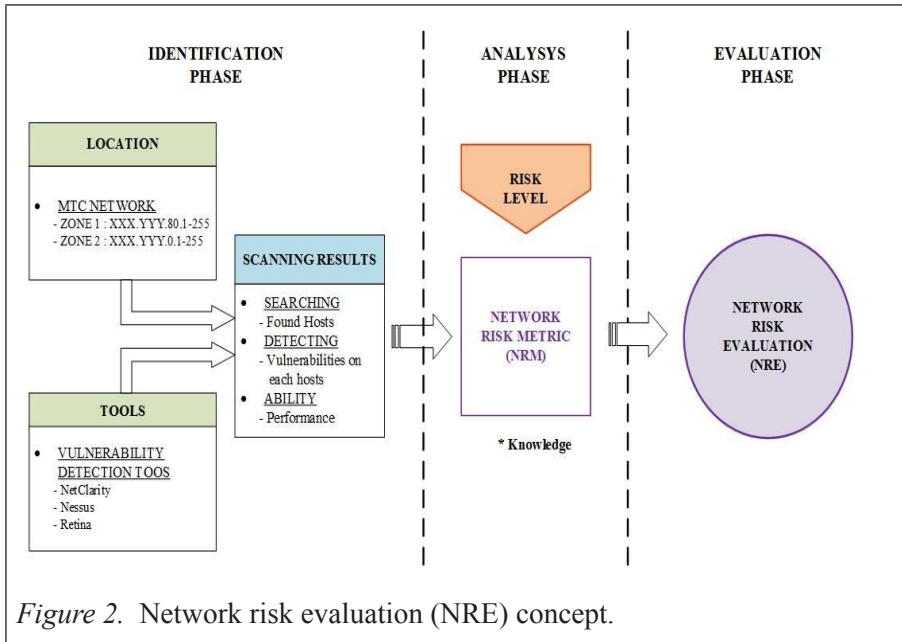 IDENTIFICATION
PHASE
ANALYSYS
PHASE
EVALUATION
PHASE
LOCATION
• MTC NETWORK
- ZONE 1 : XXX.YYY.80.1-255
- ZONE 2 : XXX.YYY.0.1-255
TOOLS
• VULNERABILITY
DETECTION TOOS
- NetClarity
- Nessus
- Retina
SCANNING RESULTS
• SEARCHING
- Found Hosts
• DETECTING
- Vulnerabilities on
each hosts
• ABILITY
- Performance
RISK
LEVEL
NETWORK
RISK METRIC
(NRM)
* Knowledge
NETWORK
RISK
EVALUATION
(NRE)
Figure 2. Network risk evaluation (NRE) concept.